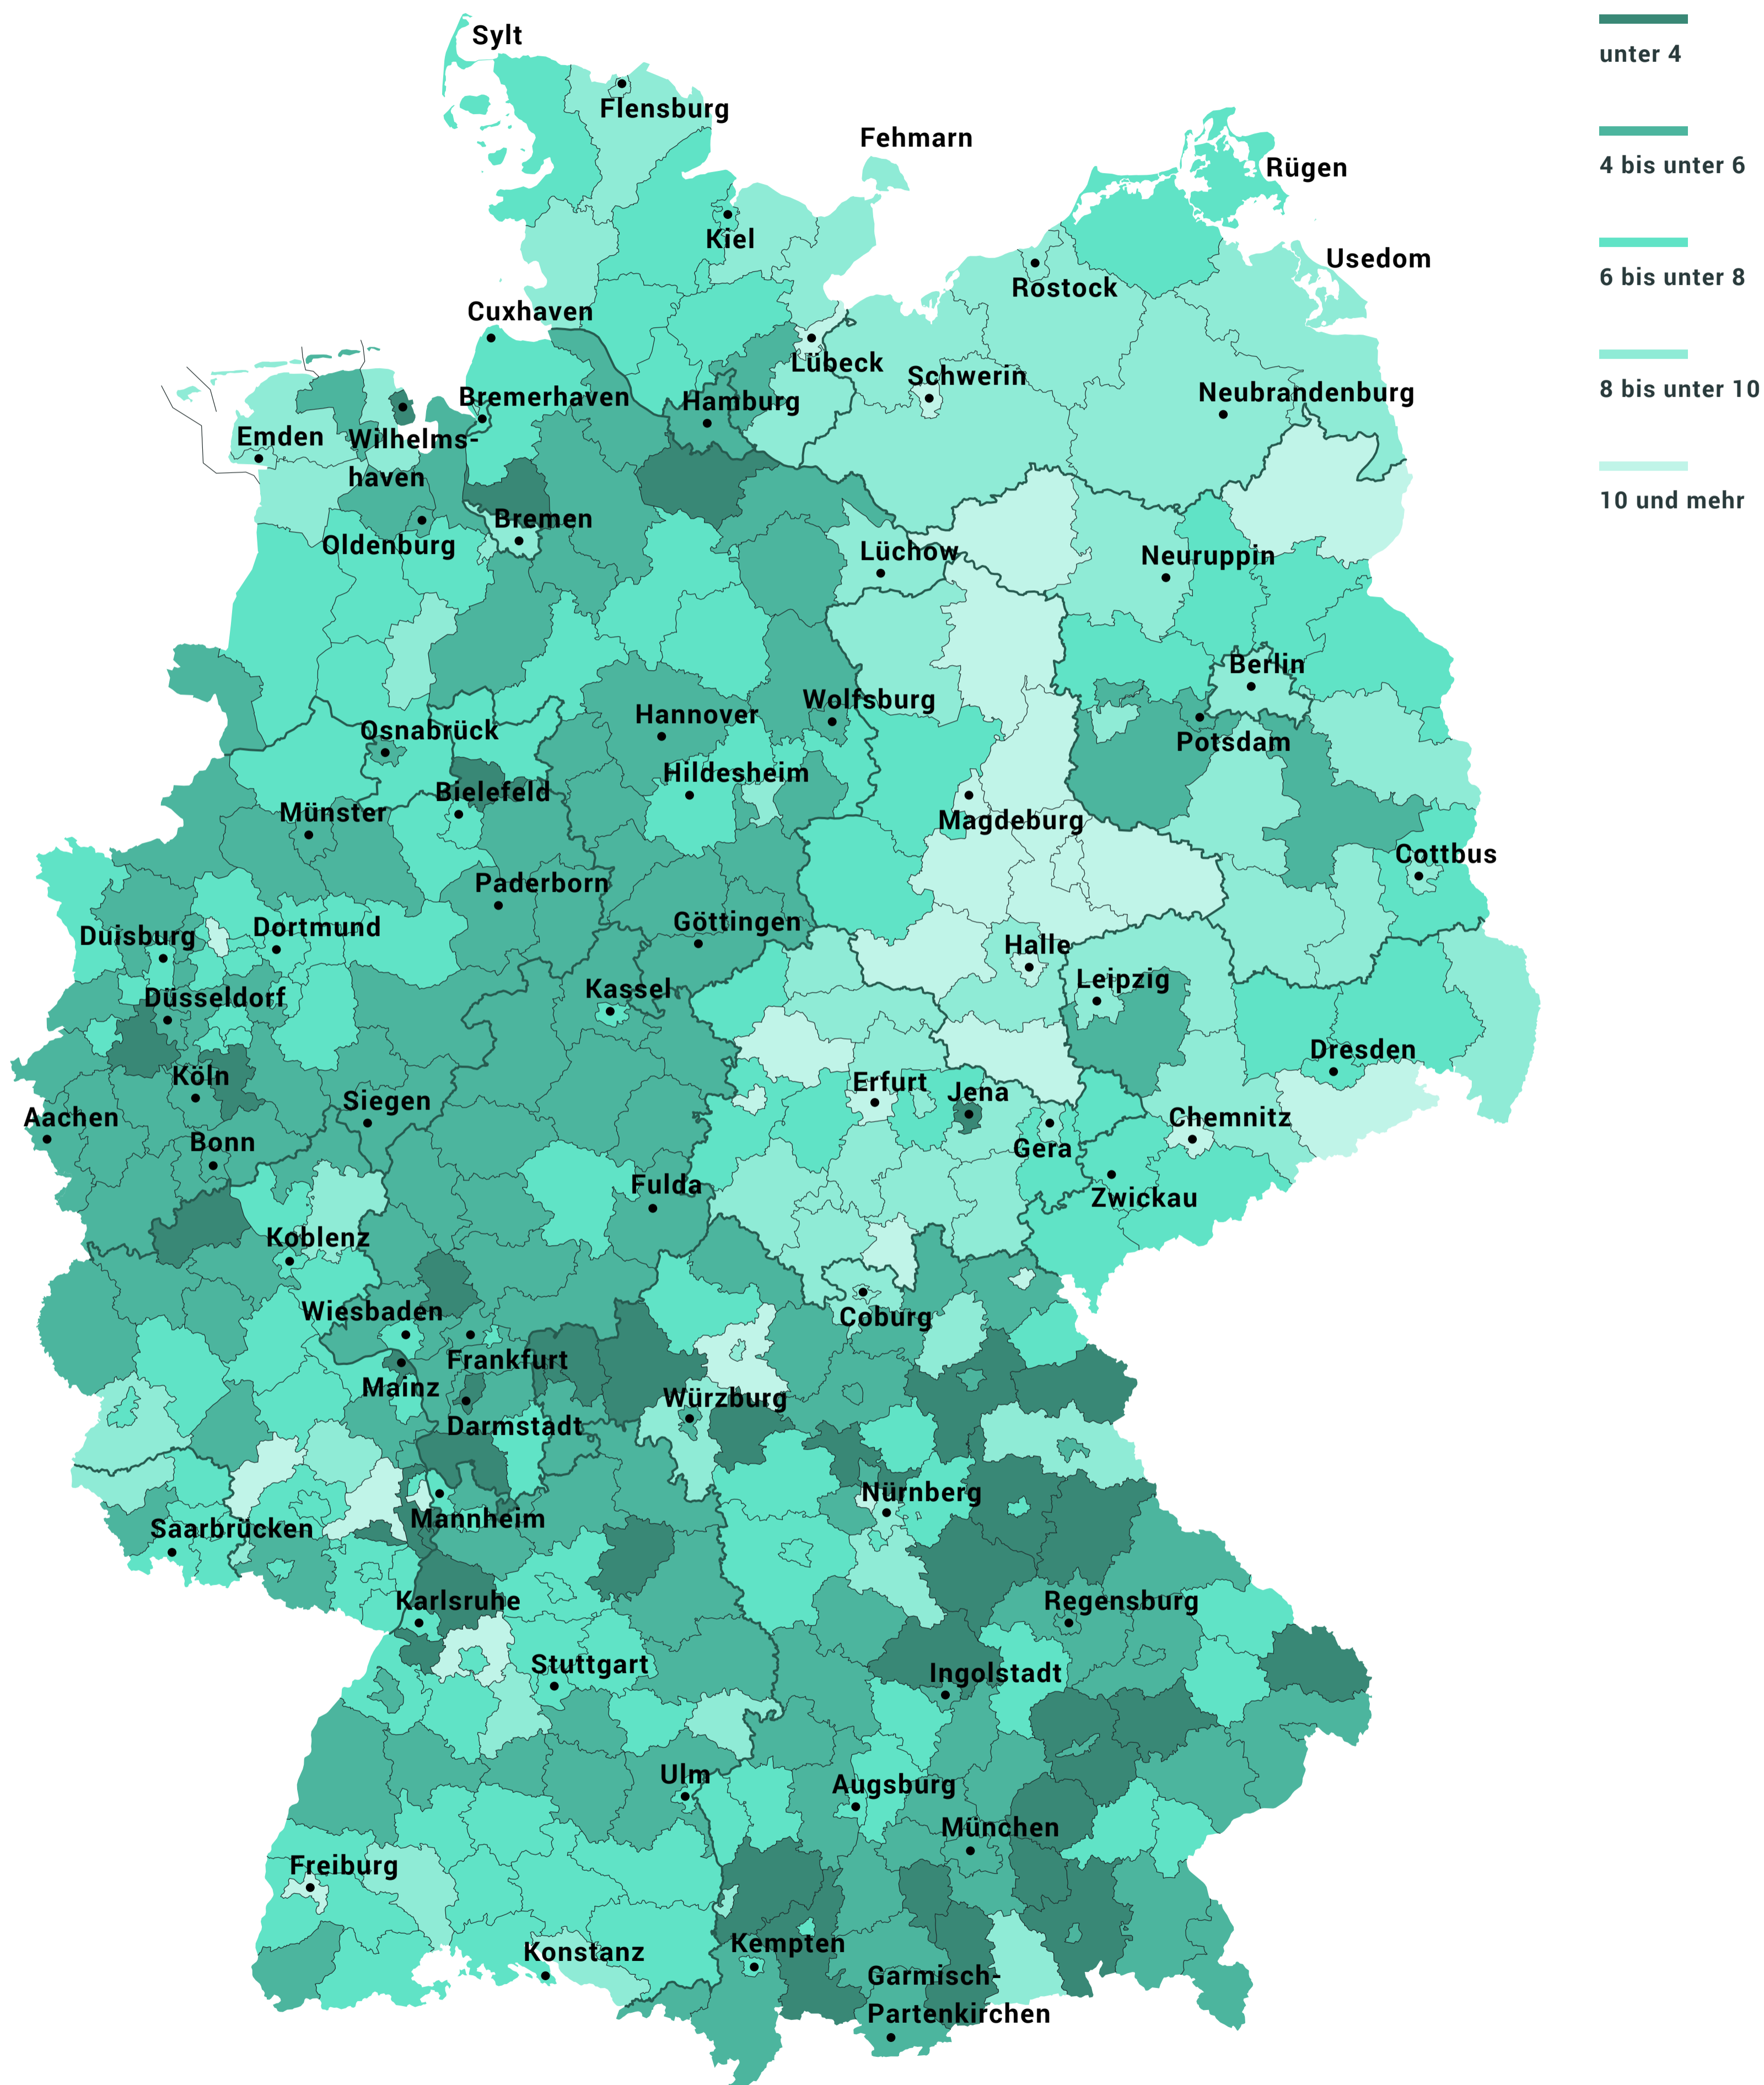 Sylt
unter 4
Flensburg
Fehmarn
4 bis unter 6
Rügen
Kiel
Usedom
6 bis unter 8
Rostock
Cuxhaven
Lübeck
Schwerin
8 bis unter 10
Neubrandenburg
Bremerhaven
Hamburg
Emden
Wilhelms-
haven
10 und mehr
Bremen
Oldenburg
Lüchow
Neuruppin
Berlin
Wolfsburg
Hannover
Osnabrück
Potsdam
Hildesheim
Bielefeld
Münster
Magdeburg
Cottbus
Paderborn
Göttingen
Dortmund
Duisburg
Halle
Leipzig
Kassel
Düsseldorf
Dresden
Köln
Erfurt
Jena
Siegen
Aachen
Chemnitz
Bonn
Gera
Fulda
Zwickau
Koblenz
Wiesbaden
Coburg
Frankfurt
Mainz
Würzburg
Darmstadt
Nürnberg
Mannheim
Saarbrücken
Karlsruhe
Regensburg
Stuttgart
Ingolstadt
Ulm
Augsburg
München
Freiburg
Kempten
Konstanz
Garmisch-
Partenkirchen